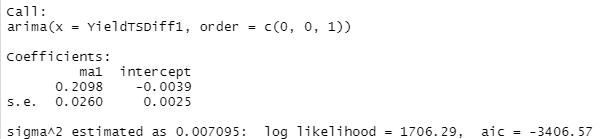 Call:
arima(x = YieldTSDiff1, order = c(0, 0, 1))
Coefficients:
ma1 intercept
0.2098 -0.0039
s.e. 0.0260 0.0025
sigma^2 estimated as 0.007095: log likelihood = 1706.29, aic = -3406.57